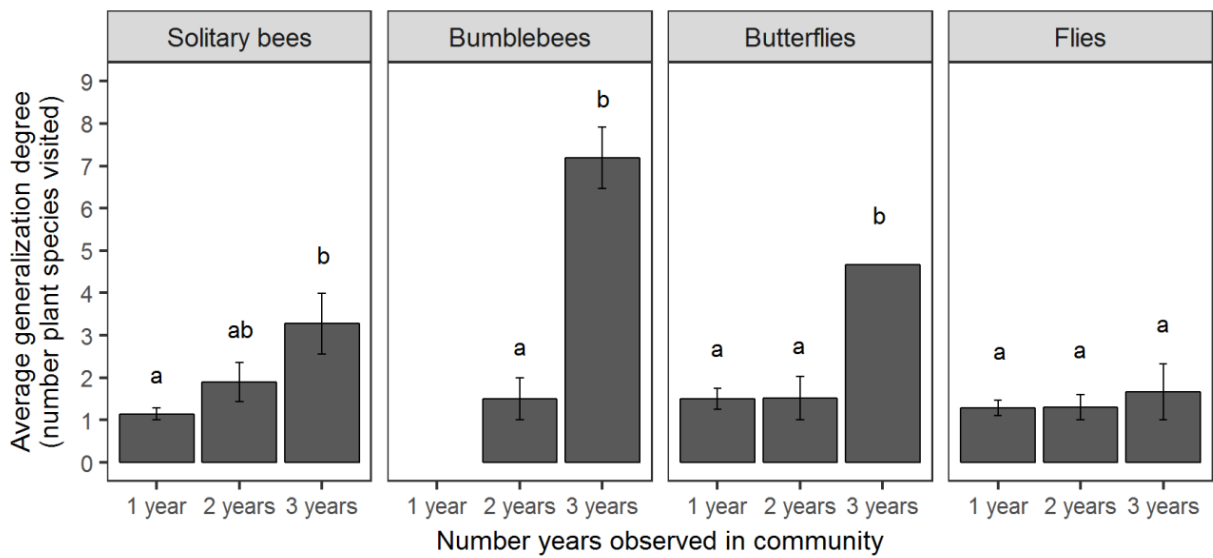 Solitary bees Bumblebees Butterflies Flies
Average generalization degree
(number plant species visited)
9
8
7
6
5
4
3
2
1
0
a ab b
a b
a a b
a a a
1 year 2 years 3 years 1 year 2 years 3 years 1 year 2 years 3 years 1 year 2 years 3 years
Number years observed in community